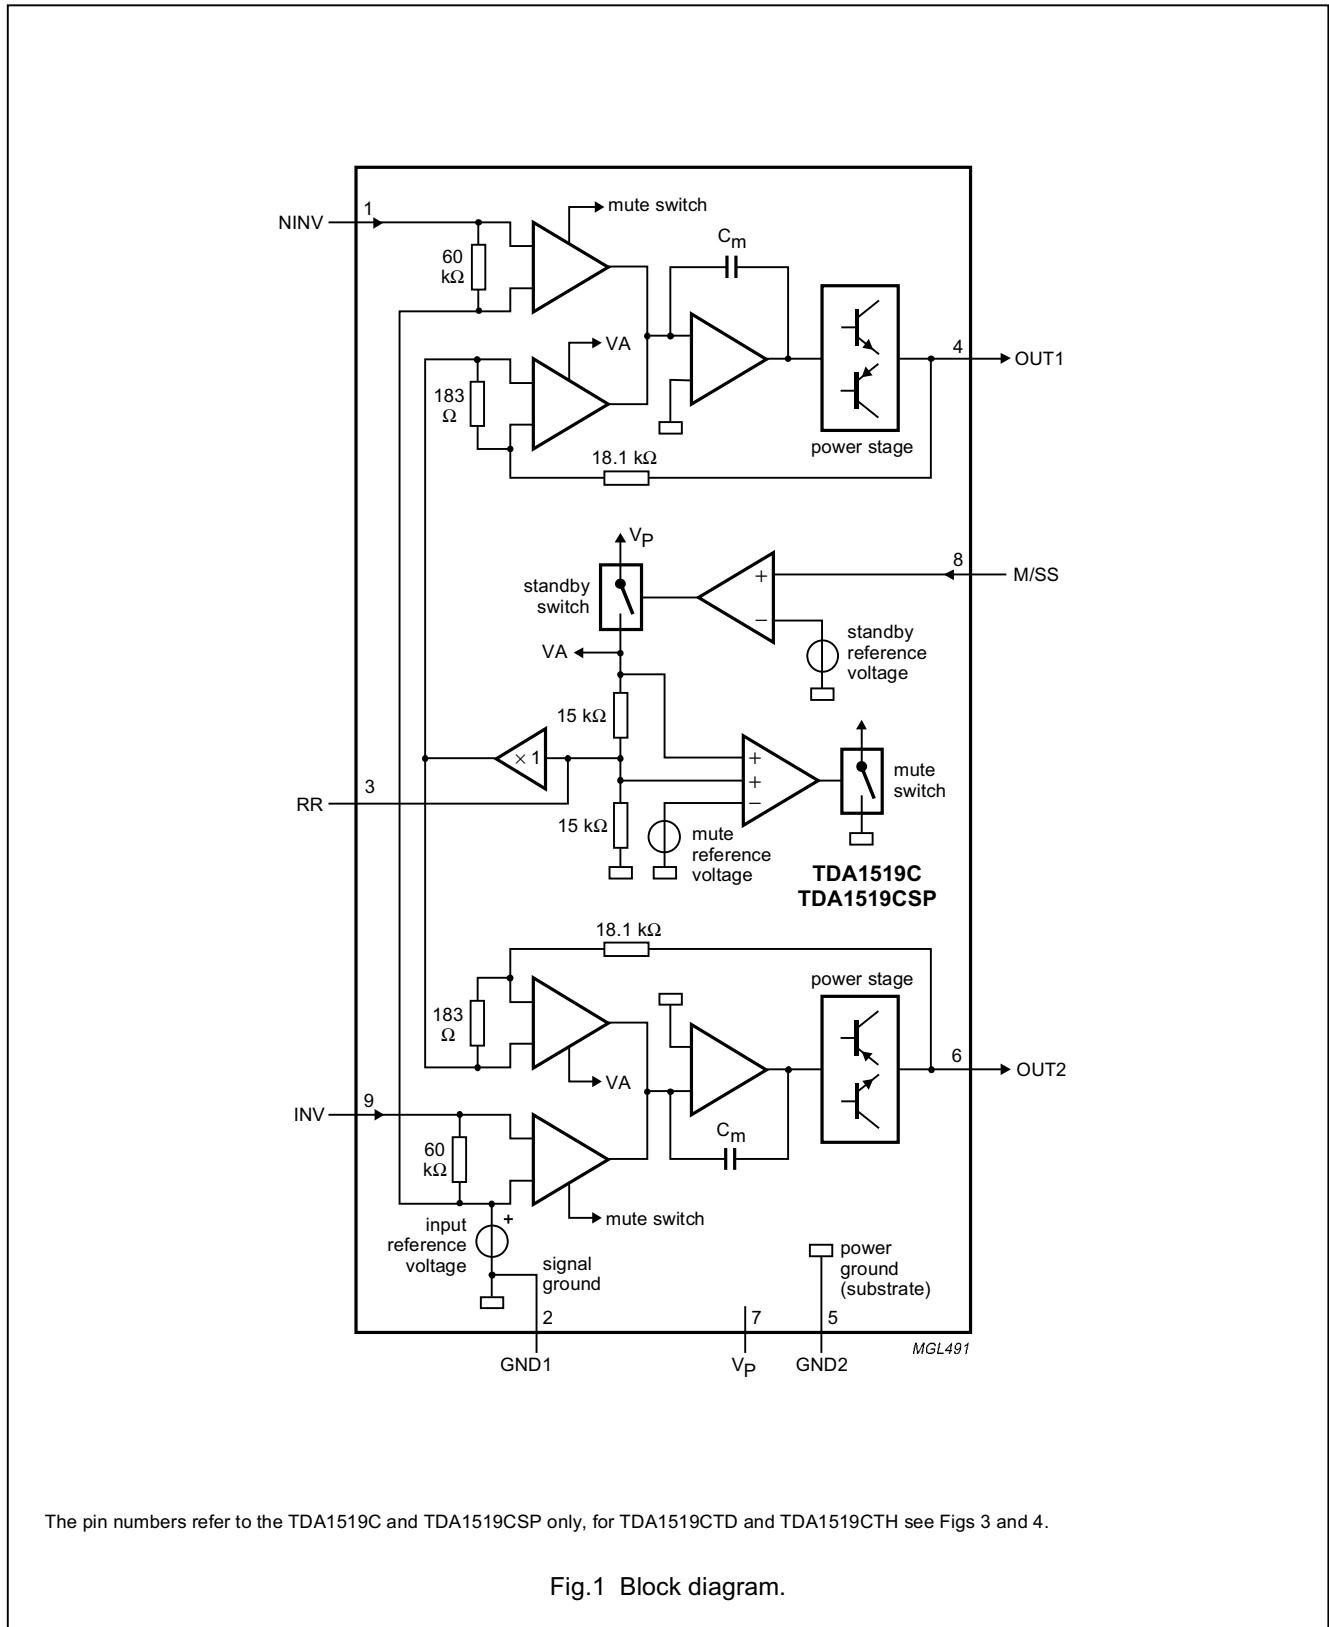 NINV
1
60
kΩ
mute switch
Cm
183
Ω
VA
18.1 kΩ
power stage
4
OUT1
VP
standby
switch
+
−
8
M/SS
standby
reference
voltage
VA
15 kΩ
× 1
3
RR
15 kΩ
+
+
−
mute
reference
voltage
mute
switch
TDA1519C
TDA1519CSP
18.1 kΩ
183
Ω
VA
power stage
6
OUT2
INV
9
60
kΩ
Cm
mute switch
input
reference
voltage
+
signal
ground
power
ground
(substrate)
2
7
5
GND1
VP
GND2
MGL491
The pin numbers refer to the TDA1519C and TDA1519CSP only, for TDA1519CTD and TDA1519CTH see Figs 3 and 4.
Fig.1 Block diagram.